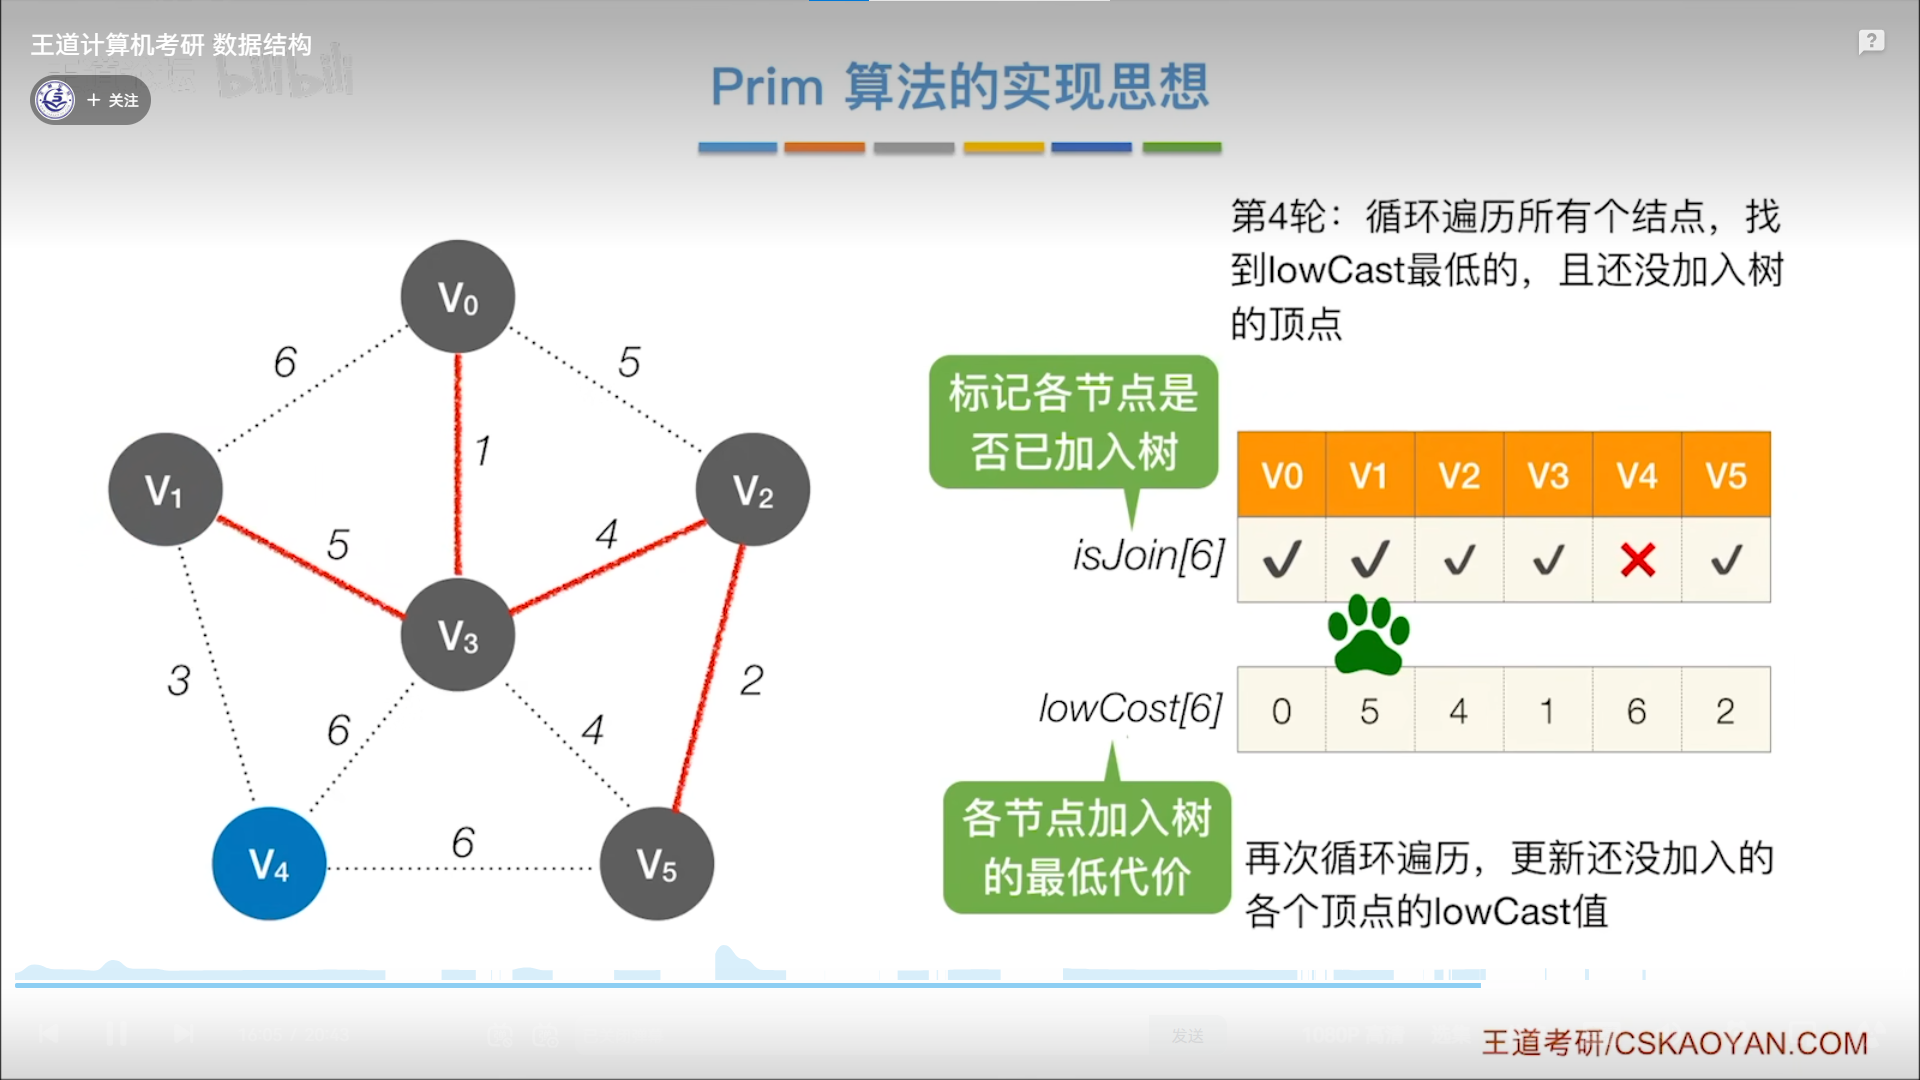 王道计算机考研 数据结构
bilibili
+ 关注
Prim 算法的实现思想
第4轮：循环遍历所有个结点，找
到lowCast最低的，且还没加入树
的顶点
V0
6
5
1
V1
V2
5
4
V3
3
2
6
4
V4
6
V5
标记各节点是
否已加入树
V0 V1 V2 V3 V4 V5
isJoin[6]
lowCost[6] 0 5 4 1 6 2
各节点加入树
的最低代价
再次循环遍历，更新还没加入的
各个顶点的lowCast值
发送
王道考研/CSKAOYAN.COM